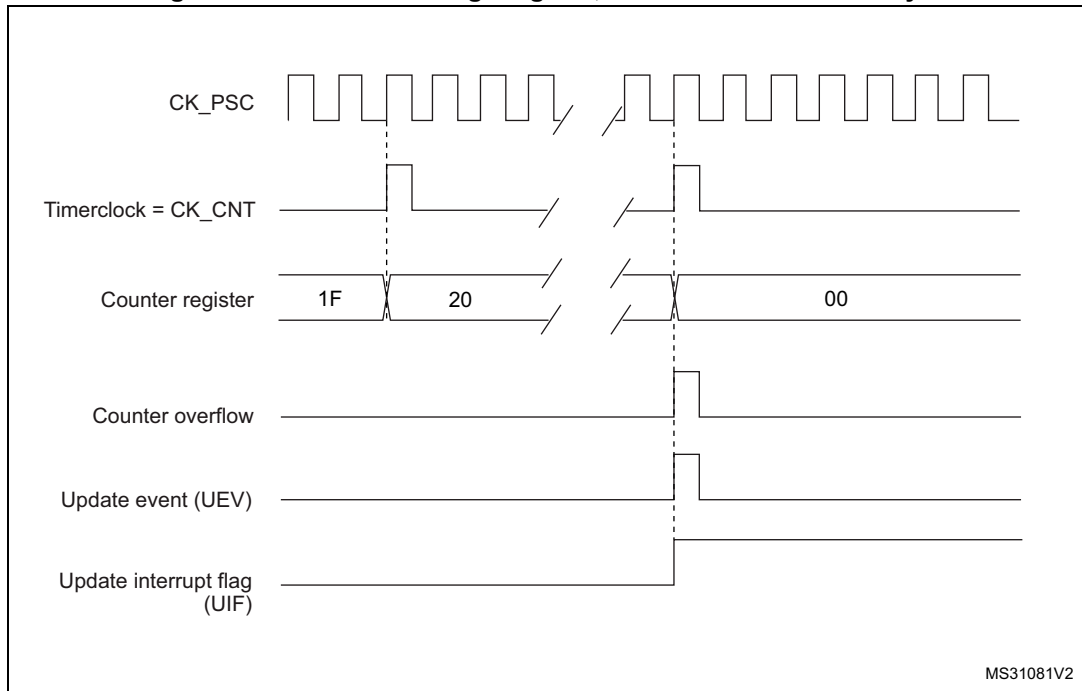 CK_PSC
Timerclock = CK_CNT
Counter register
1F
20
00
Counter overflow
Update event (UEV)
Update interrupt flag
(UIF)
MS31081V2